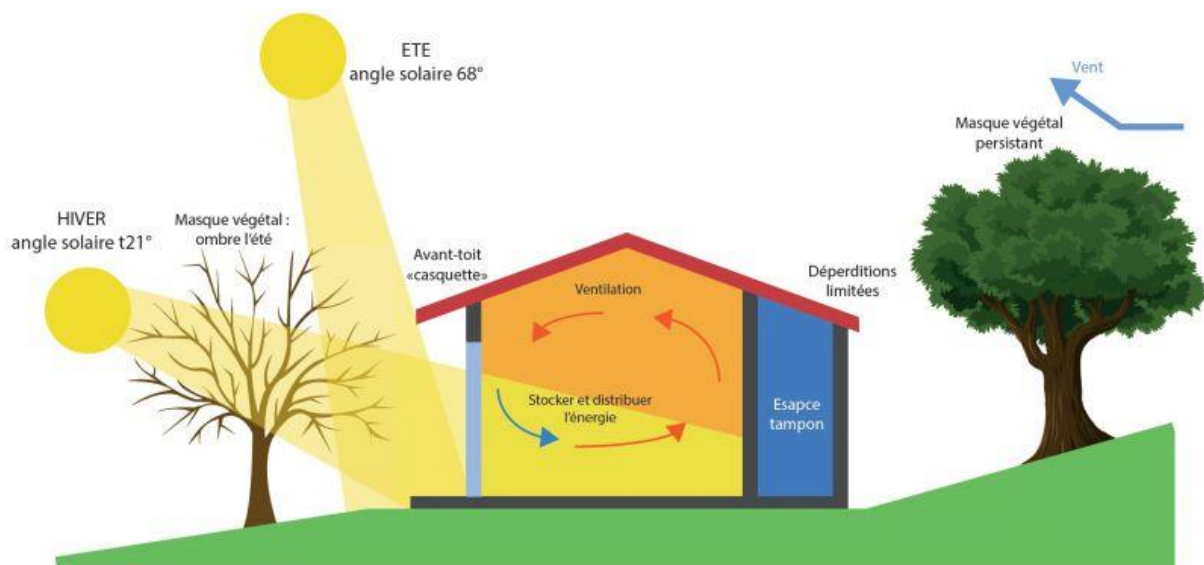 ETE
angle solaire 68°
HIVER
angle solaire t21°
Masque végétal :
ombre l'été
Avant-toit
«casquette»
Ventilation
Stocker et distribuer
l'énergie
Esapce
tampon
Déperditions
limitées
Masque végétal
persistant
Vent